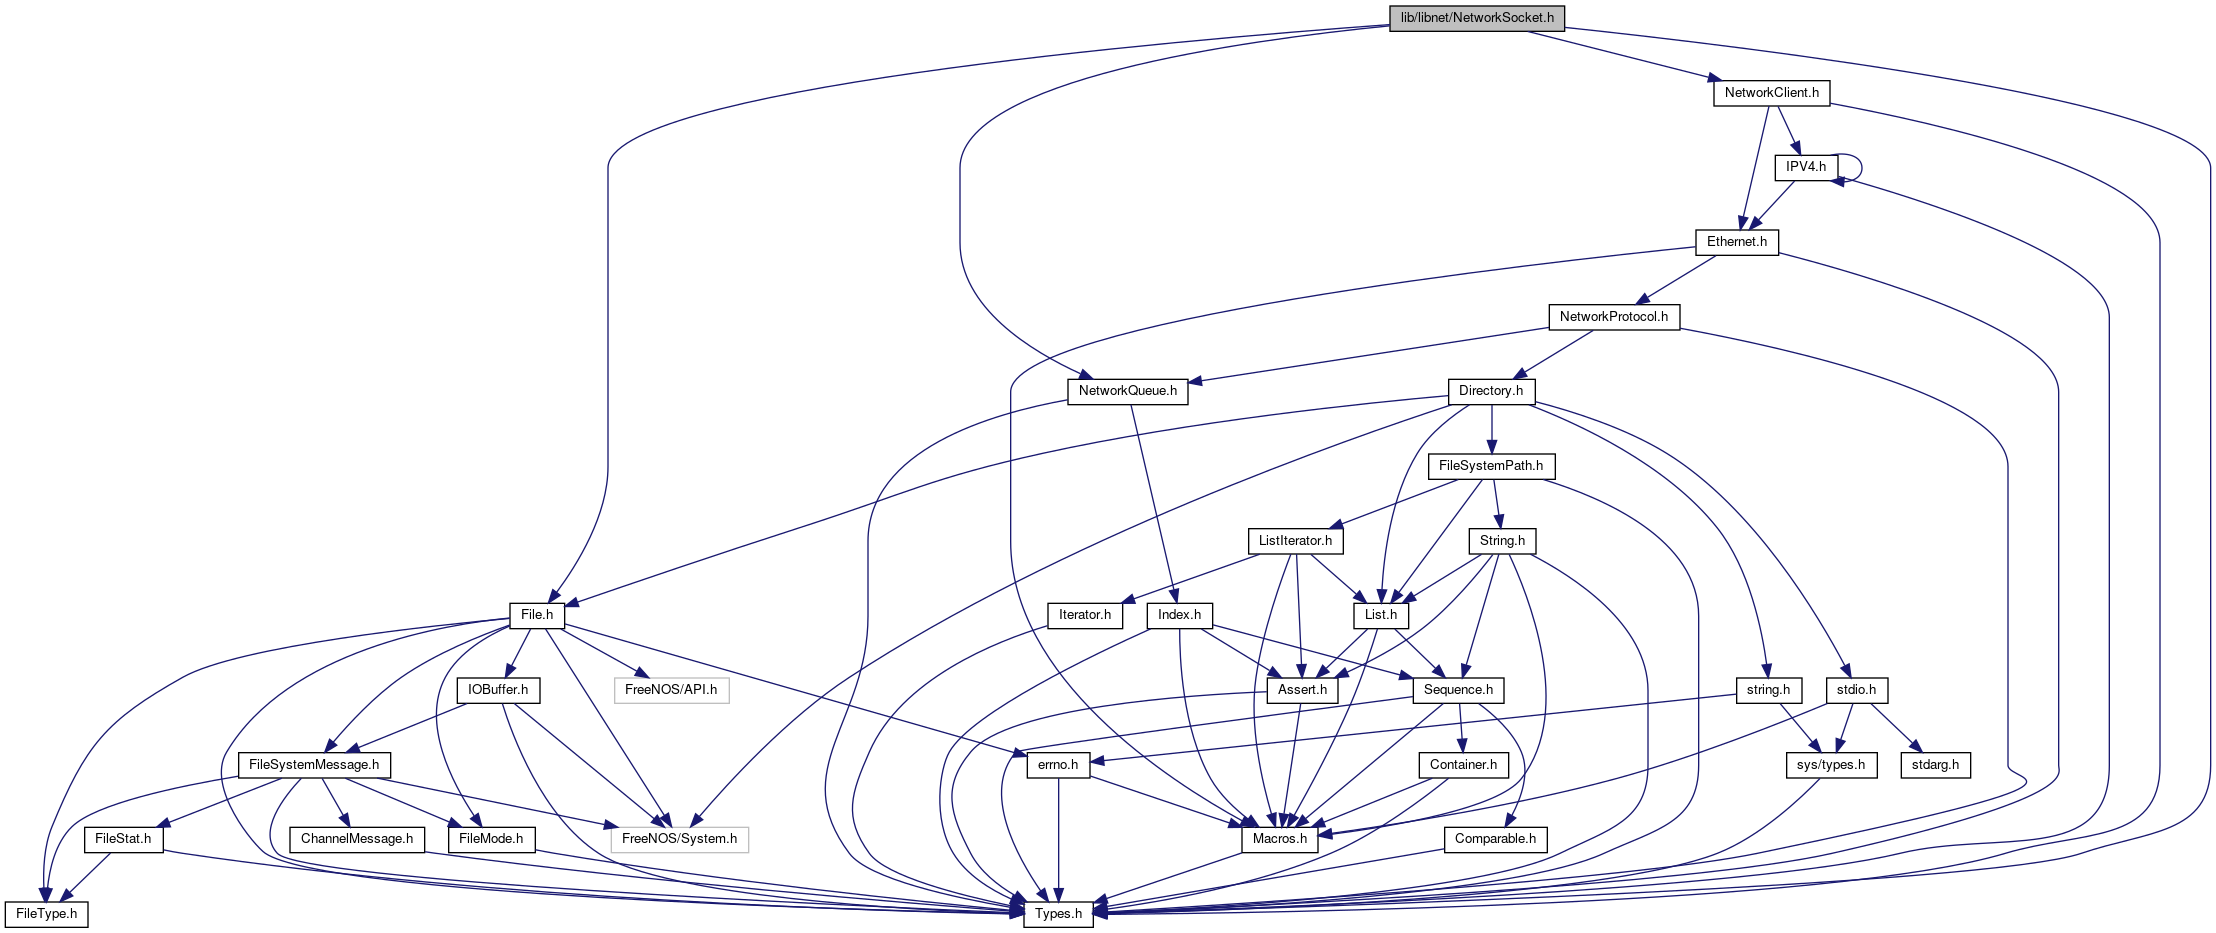 lib/libnet/NetworkSocket.h
NetworkClient.h
IPV4.h
Ethernet.h
NetworkProtocol.h
NetworkQueue.h
Directory.h
FileSystemPath.h
ListIterator.h
String.h
File.h
Iterator.h
Index.h
List.h
IOBuffer.h
FreeNOS/API.h
Assert.h
Sequence.h
string.h
stdio.h
FileSystemMessage.h
errno.h
Container.h
sys/types.h
stdarg.h
FileStat.h
ChannelMessage.h
FileMode.h
FreeNOS/System.h
Macros.h
Comparable.h
FileType.h
Types.h